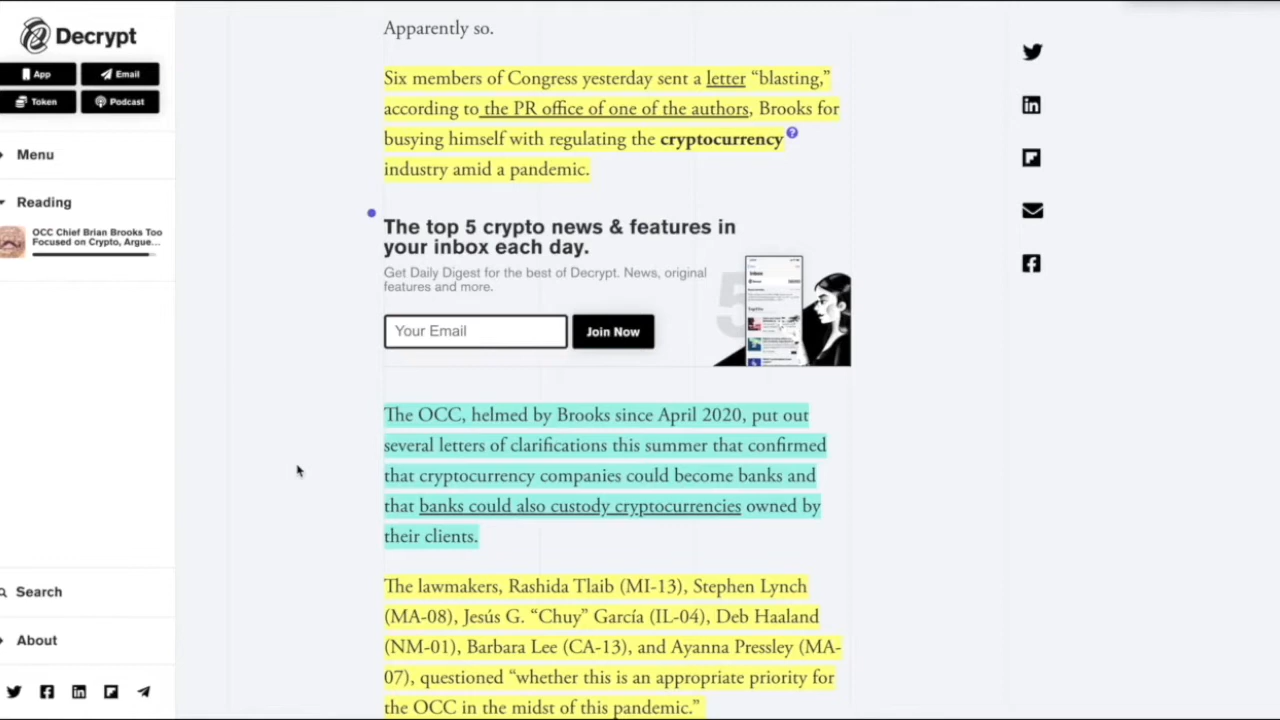 Decrypt
App
Email
Token
Podcast
Menu
Reading
OCC Chief Brian Brooks Too
Focused on Crypto, Argue...
Search
About
Apparently so.
Six members of Congress yesterday sent a letter “blasting,”
according to the PR office of one of the authors, Brooks for
busying himself with regulating the cryptocurrency ?
industry amid a pandemic.
The top 5 crypto news & features in
your inbox each day.
Get Daily Digest for the best of Decrypt. News, original
features and more.
Your Email
Join Now
5
The OCC, helmed by Brooks since April 2020, put out
several letters of clarifications this summer that confirmed
that cryptocurrency companies could become banks and
that banks could also custody cryptocurrencies owned by
their clients.
The lawmakers, Rashida Tlaib (MI-13), Stephen Lynch
(MA-08), Jesús G. “Chuy” García (IL-04), Deb Haaland
(NM-01), Barbara Lee (CA-13), and Ayanna Pressley (MA-
07), questioned “whether this is an appropriate priority for
the OCC in the midst of this pandemic.”